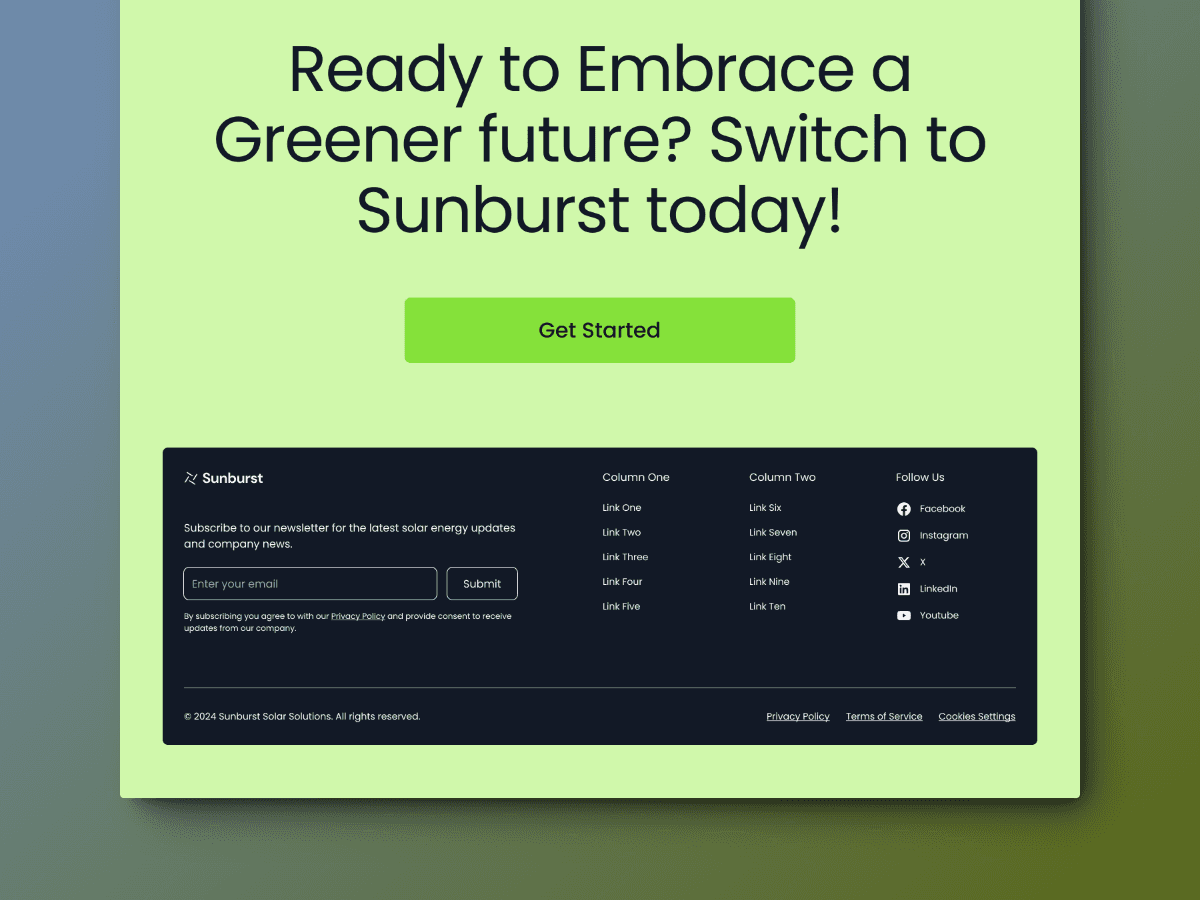 Ready to Embrace a
Greener future? Switch to
Sunburst today!
Get Started
Sunburst
Subscribe to our newsletter for the latest solar energy updates
and company news.
Enter your email
Submit
By subscribing you agree to with our Privacy Policy and provide consent to receive
updates from our company.
Column One
Link One
Link Two
Link Three
Link Four
Link Five
Column Two
Link Six
Link Seven
Link Eight
Link Nine
Link Ten
Follow Us
Facebook
Instagram
X
LinkedIn
Youtube
© 2024 Sunburst Solar Solutions. All rights reserved.
Privacy Policy
Terms of Service
Cookies Settings